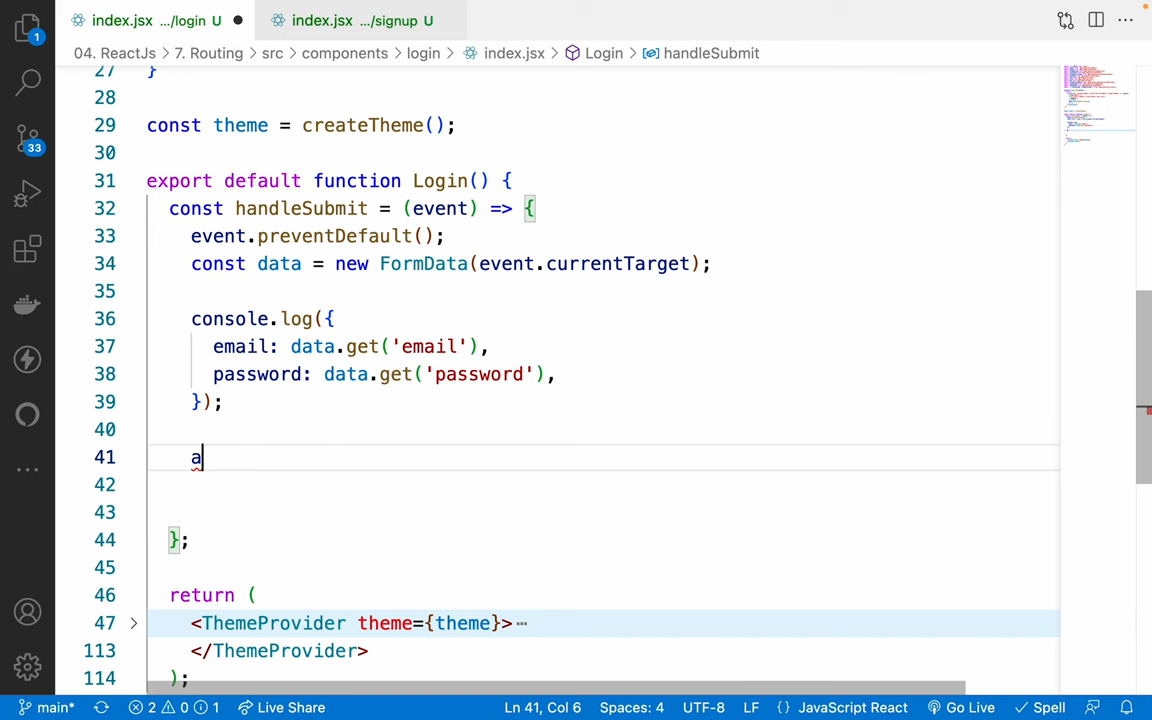 index.jsx .../login U
index.jsx .../signup U
04. ReactJs > 7. Routing > src > components > login > index.jsx > Login > handleSubmit
1
33
27 }
28
29 const theme = createTheme();
30
31 export default function Login() {
32 const handleSubmit = (event) => {
33 event.preventDefault();
34 const data = new FormData(event.currentTarget);
35
36 console.log({
37 email: data.get('email'),
38 password: data.get('password'),
39 });
40
41 a
42
43
44 };
45
46 return (
47 <ThemeProvider theme={theme}>
113 </ThemeProvider>
114 );
main* 2 0 1 Live Share Ln 41, Col 6 Spaces: 4 UTF-8 LF {} JavaScript React Go Live Spell